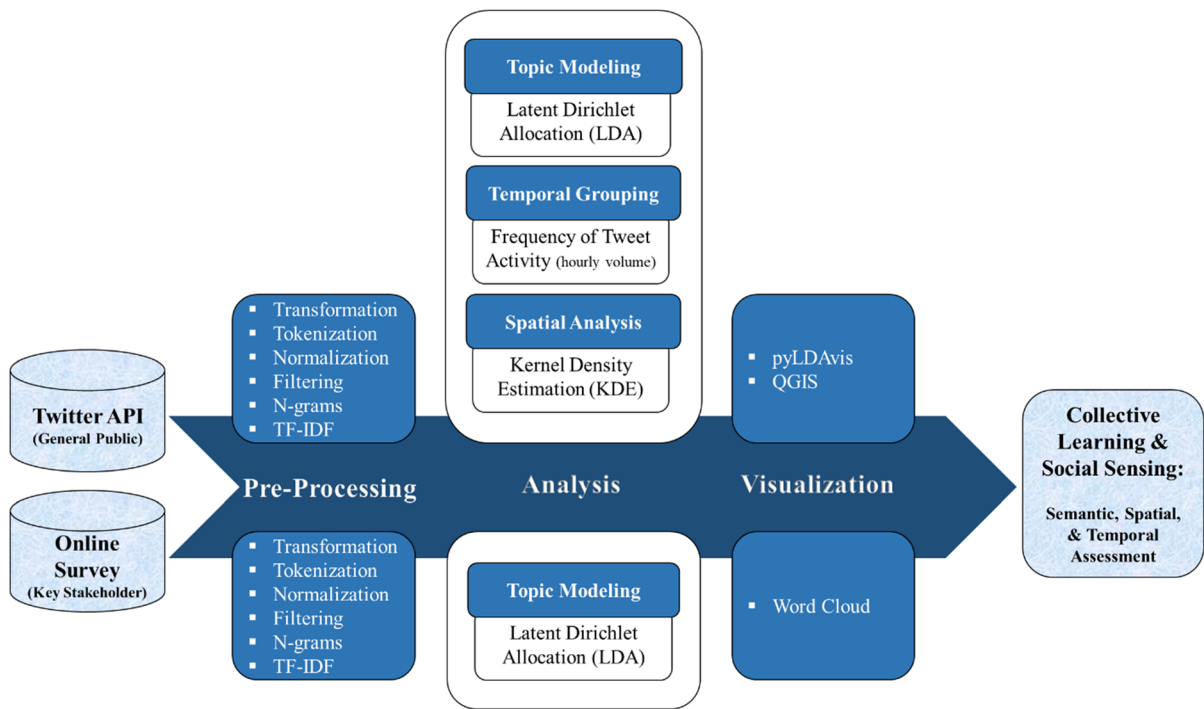 Twitter API
(General Public)
Online
Survey
(Key Stakeholder)
▪ Transformation
▪ Tokenization
▪ Normalization
▪ Filtering
▪ N-grams
▪ TF-IDF
Pre-Processing
▪ Transformation
▪ Tokenization
▪ Normalization
▪ Filtering
▪ N-grams
▪ TF-IDF
Topic Modeling
Latent Dirichlet
Allocation (LDA)
Temporal Grouping
Frequency of Tweet
Activity (hourly volume)
Spatial Analysis
Kernel Density
Estimation (KDE)
Analysis
Topic Modeling
Latent Dirichlet
Allocation (LDA)
▪ pyLDAvis
▪ QGIS
Visualization
▪ Word Cloud
Collective
Learning &
Social Sensing:
Semantic, Spatial,
& Temporal
Assessment